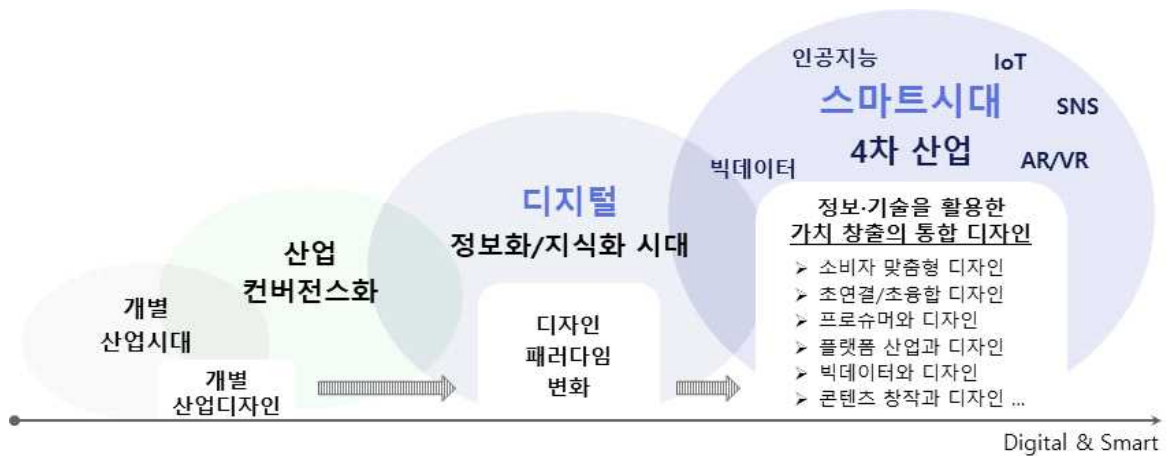 개별
산업시대
개별
산업디자인
산업
컨버전스화
디지털
정보화/지식화 시대
디자인
패러다임
변화
인공지능
IoT
스마트시대
SNS
4차 산업
빅데이터
AR/VR
정보·기술을 활용한
가치 창출의 통합 디자인
➢ 소비자 맞춤형 디자인
➢ 초연결/초융합 디자인
➢ 프로슈머와 디자인
➢ 플랫폼 산업과 디자인
➢ 빅데이터와 디자인
➢ 콘텐츠 창작과 디자인 ...
Digital & Smart